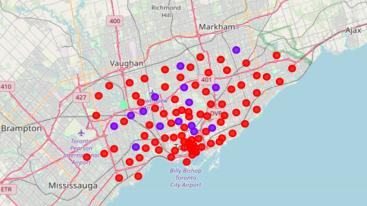 Richmond
Hill
Markham
400
Ajax
Vaughan
401
410
427
Brampton
Toronto
Pearson
International
Airport
Mississauga
Billy Bishop
Toronto
City Airport
ETR